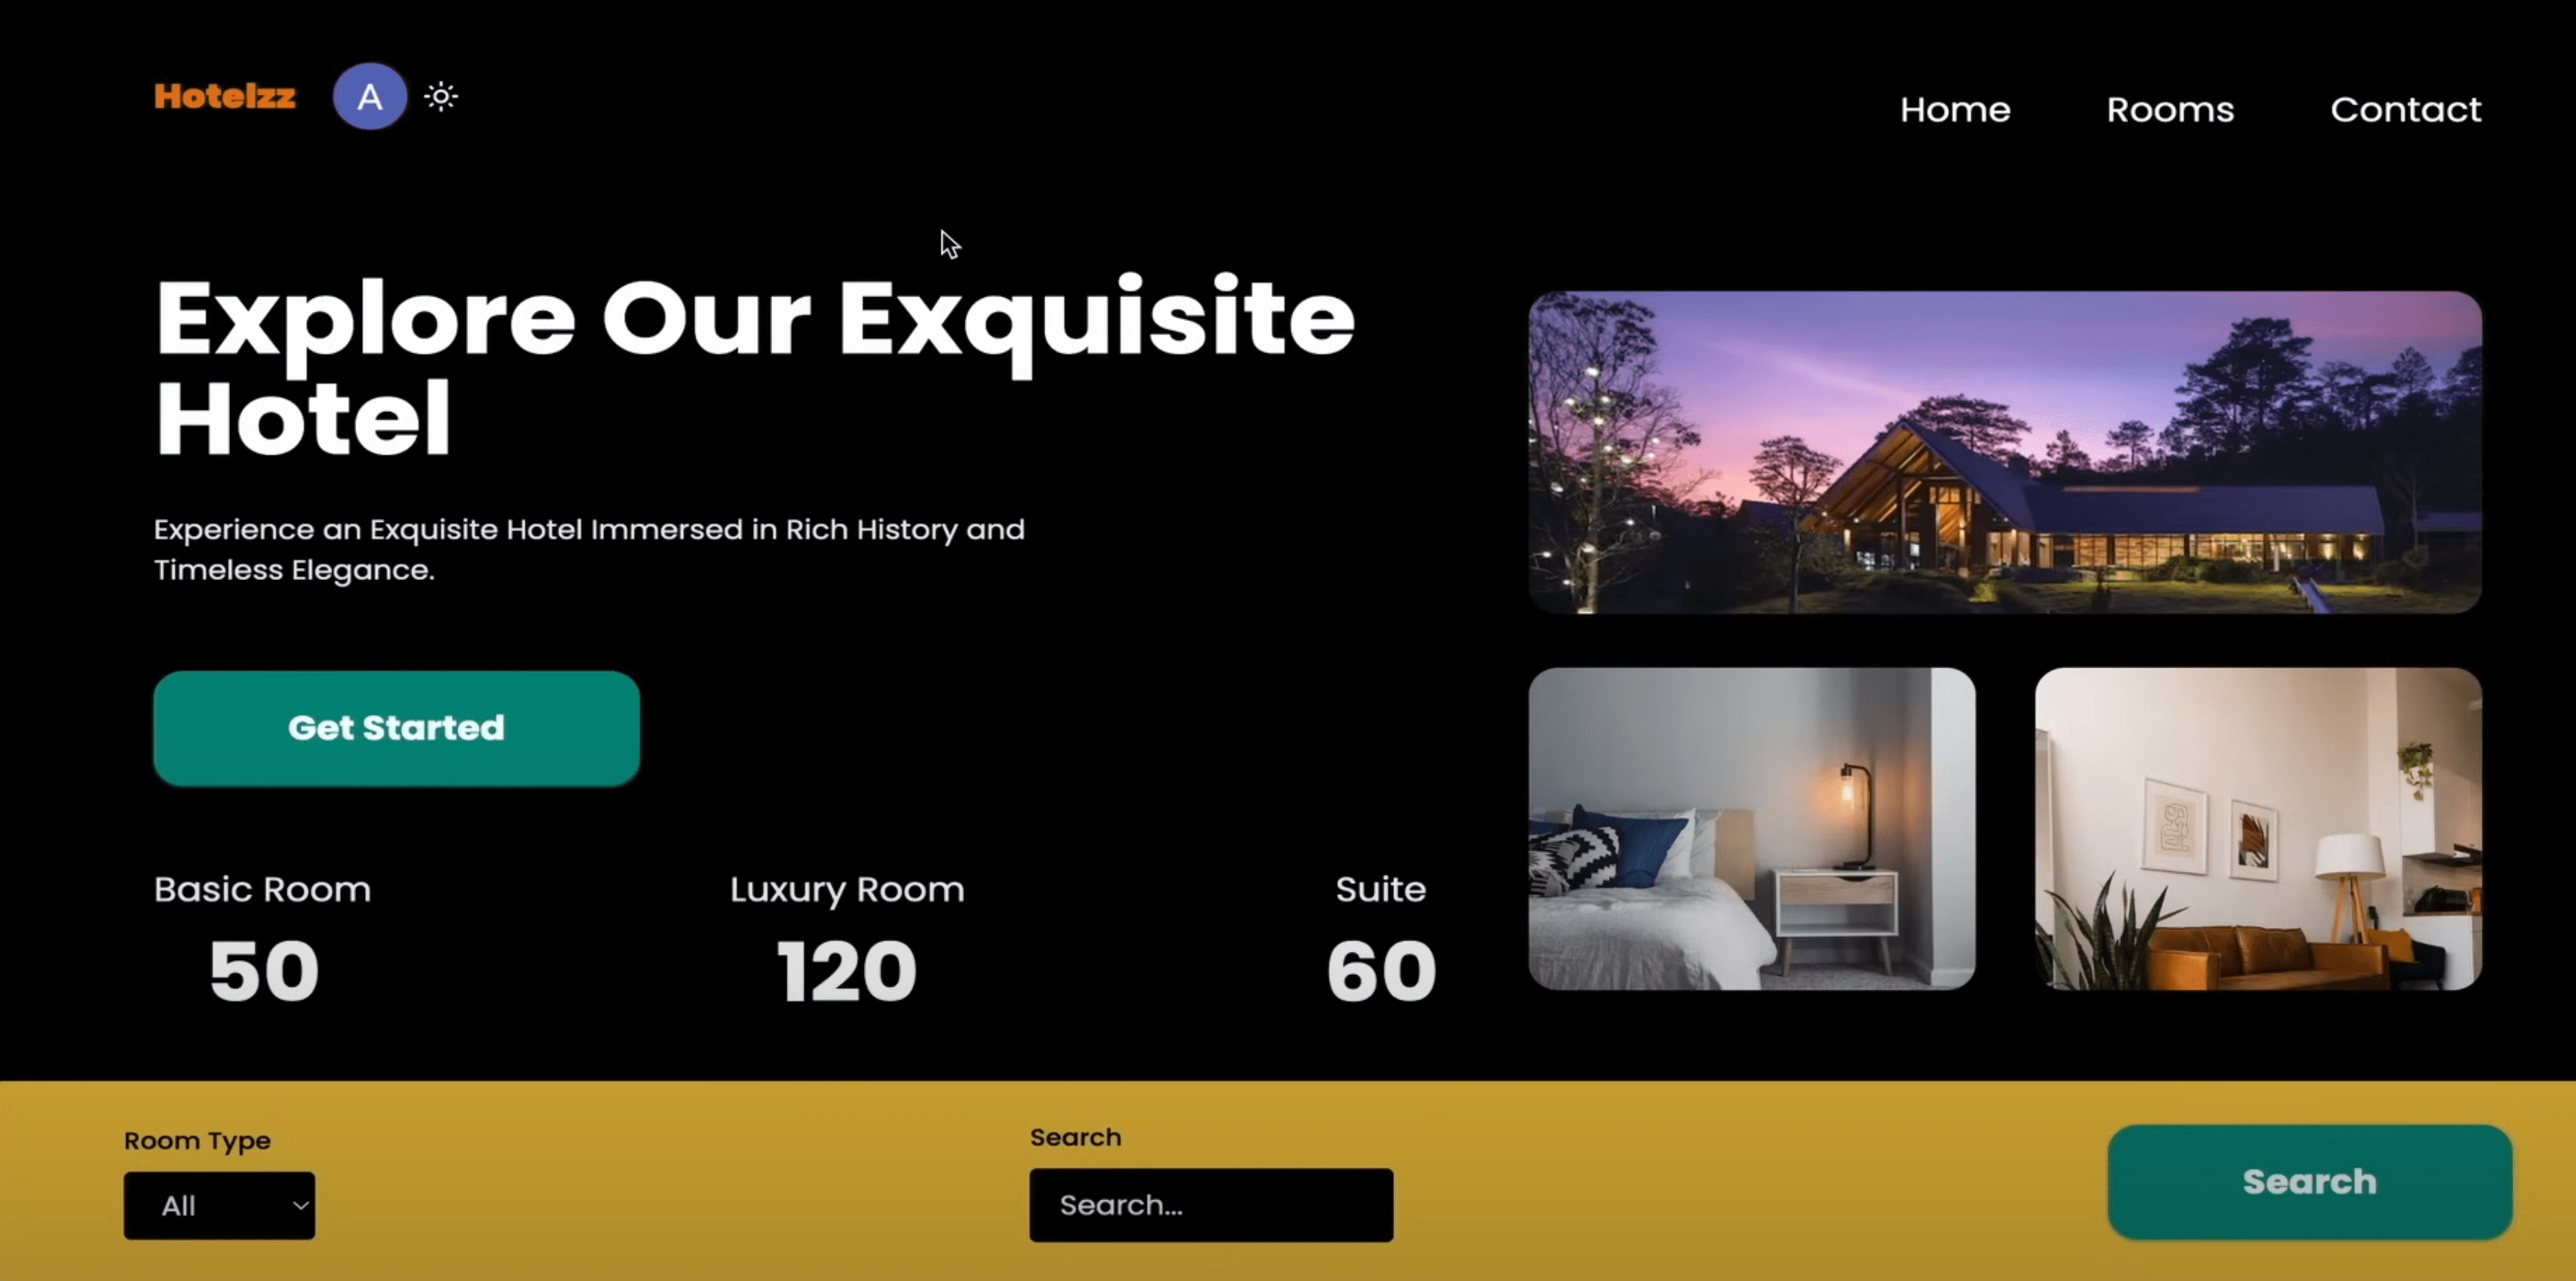 Hotelzz
A
Home
Rooms
Contact
Explore Our Exquisite
Hotel
Experience an Exquisite Hotel Immersed in Rich History and
Timeless Elegance.
Get Started
Basic Room
50
Luxury Room
120
Suite
60
Room Type
All
Search
Search...
Search